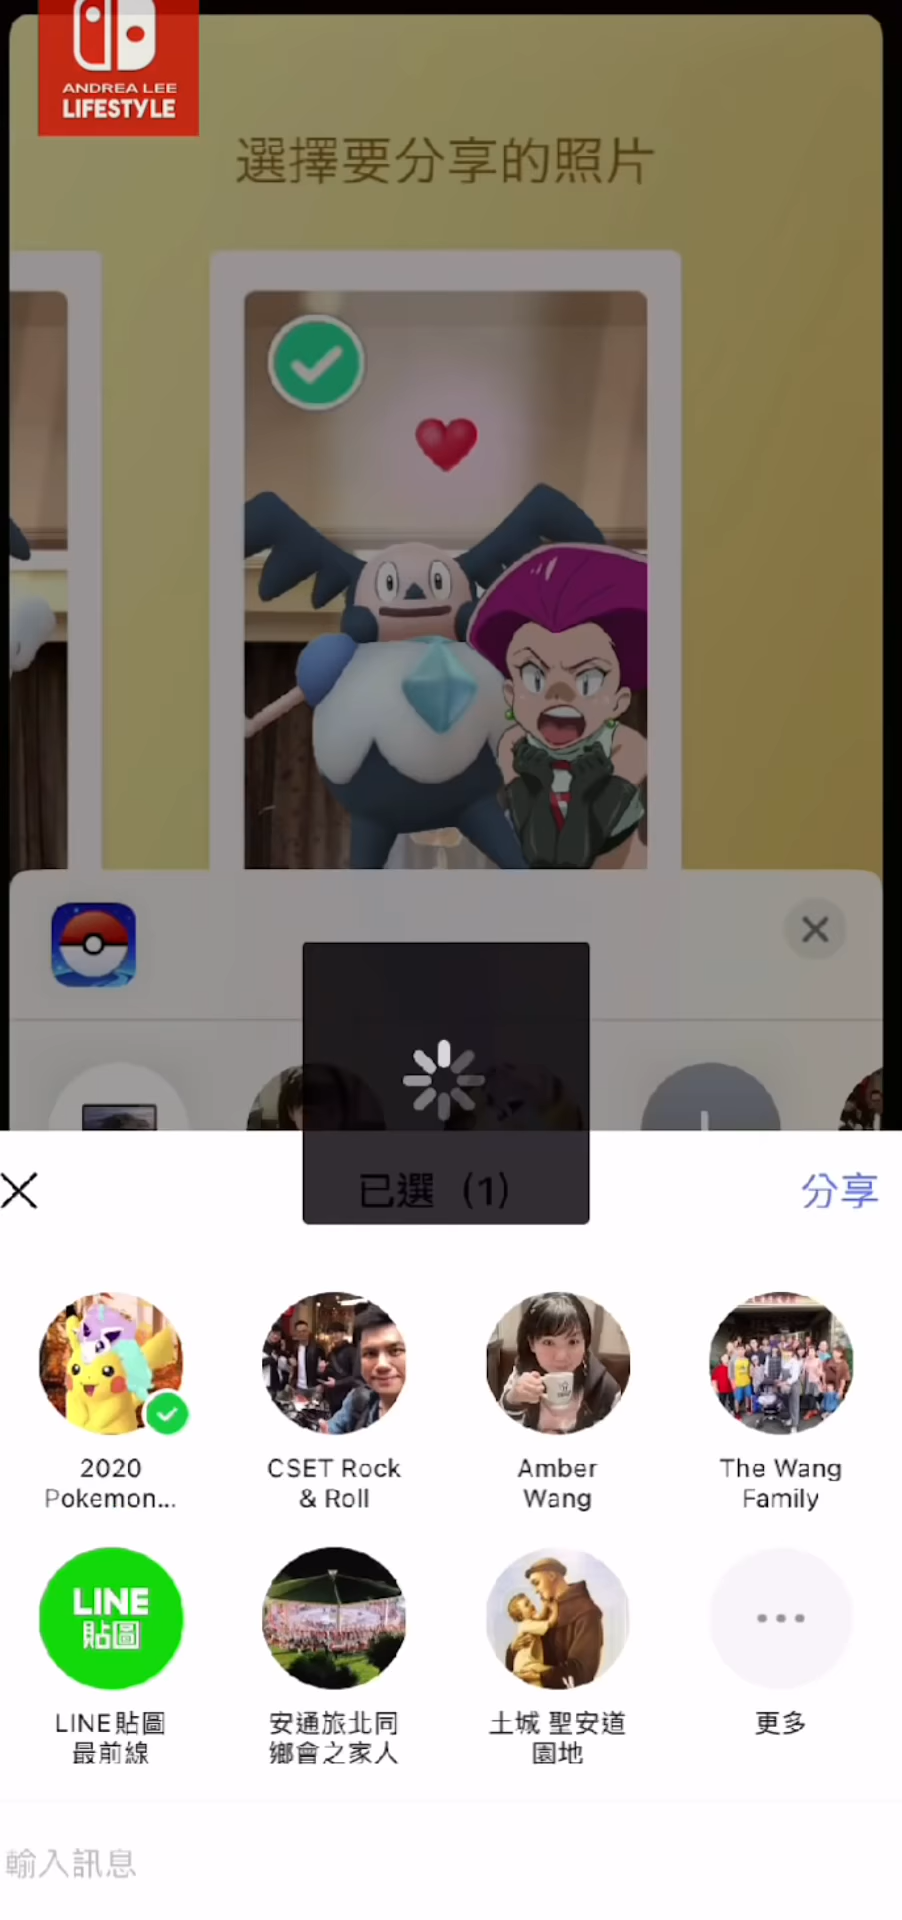 ANDREA LEE
LIFESTYLE
選擇要分享的照片
已選 (1)
分享
2020
Pokemon...
CSET Rock
& Roll
Amber
Wang
The Wang
Family
LINE
貼圖
LINE貼圖
最前線
安通旅北同
鄉會之家人
土城 聖安道
園地
更多
輸入訊息